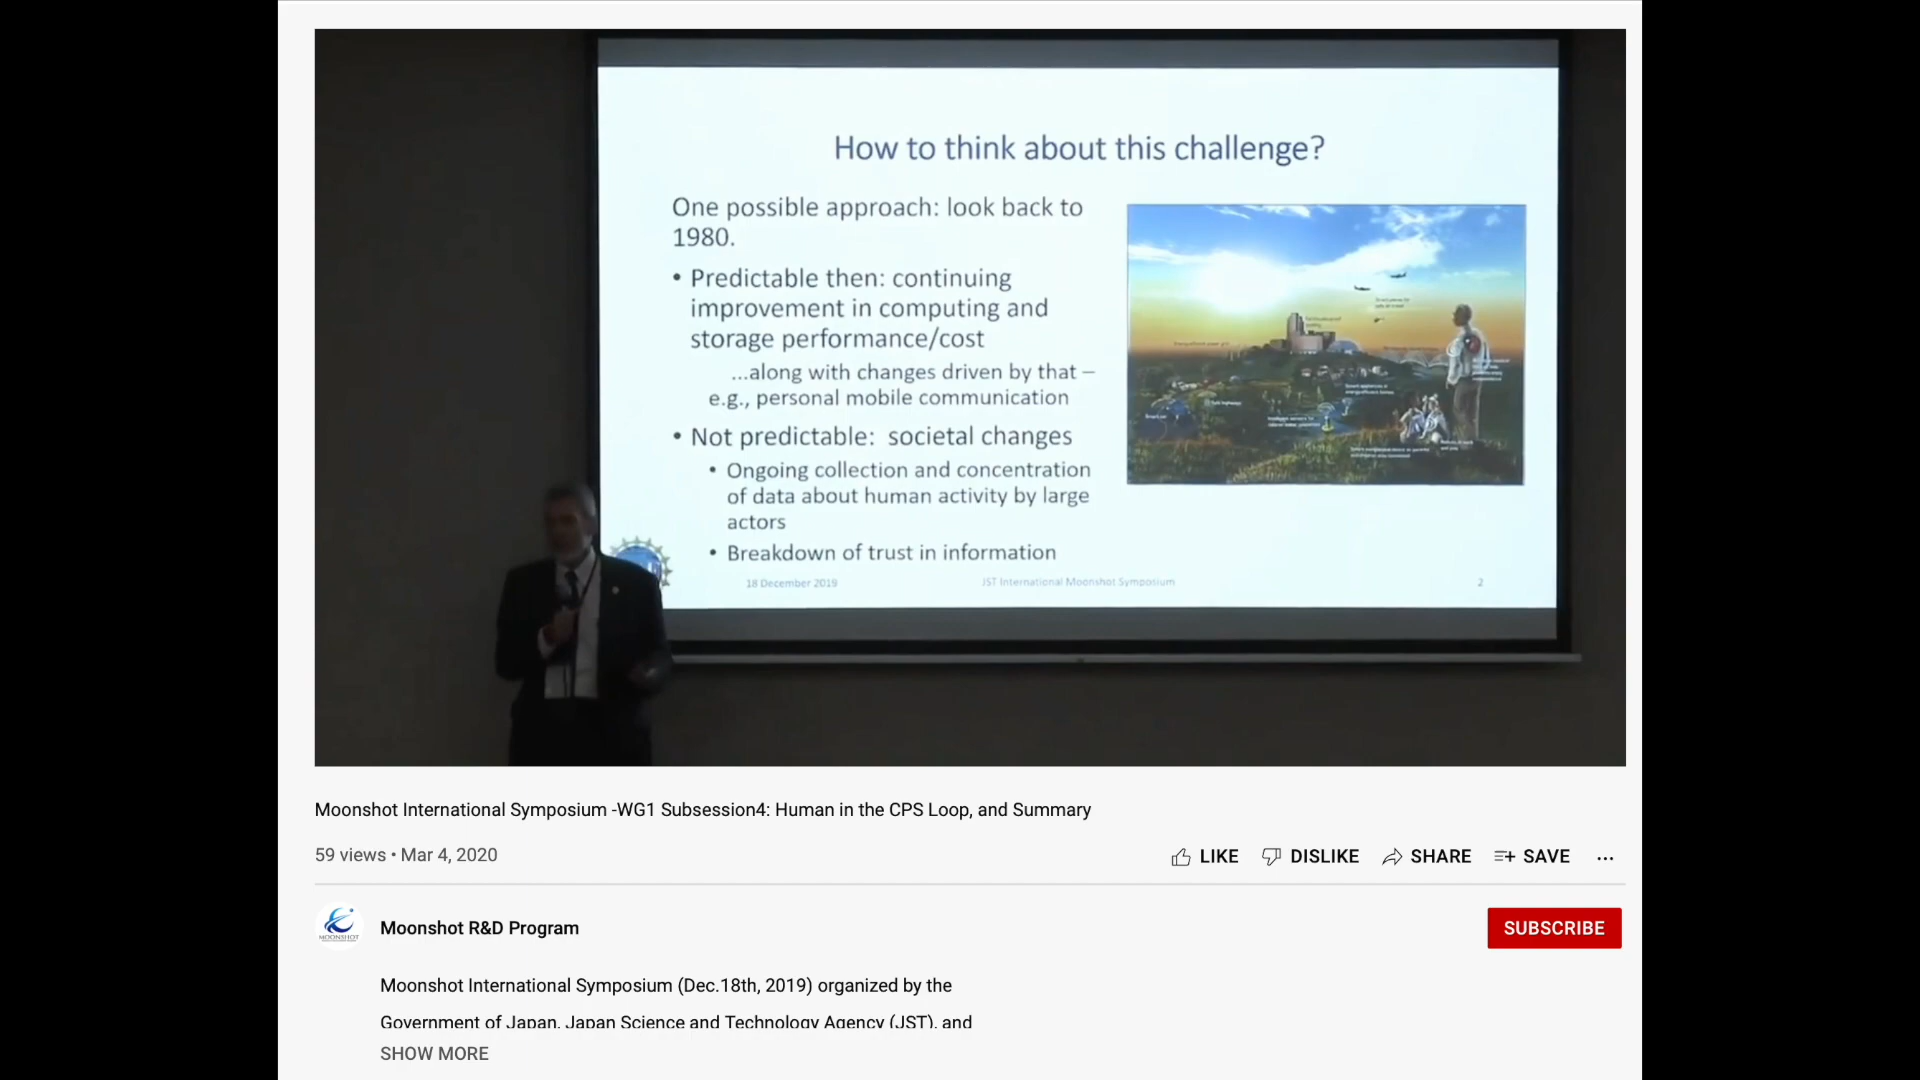 How to think about this challenge?
One possible approach: look back to
1980.
• Predictable then: continuing
improvement in computing and
storage performance/cost
...along with changes driven by that –
e.g., personal mobile communication
• Not predictable: societal changes
• Ongoing collection and concentration
of data about human activity by large
actors
• Breakdown of trust in information
18 December 2019
JST International Moonshot Symposium
2
Moonshot International Symposium -WG1 Subsession4: Human in the CPS Loop, and Summary
59 views • Mar 4, 2020
LIKE
DISLIKE
SHARE
SAVE
MOONSHOT
Moonshot R&D Program
SUBSCRIBE
Moonshot International Symposium (Dec.18th, 2019) organized by the
Government of Japan, Japan Science and Technology Agency (JST), and
SHOW MORE